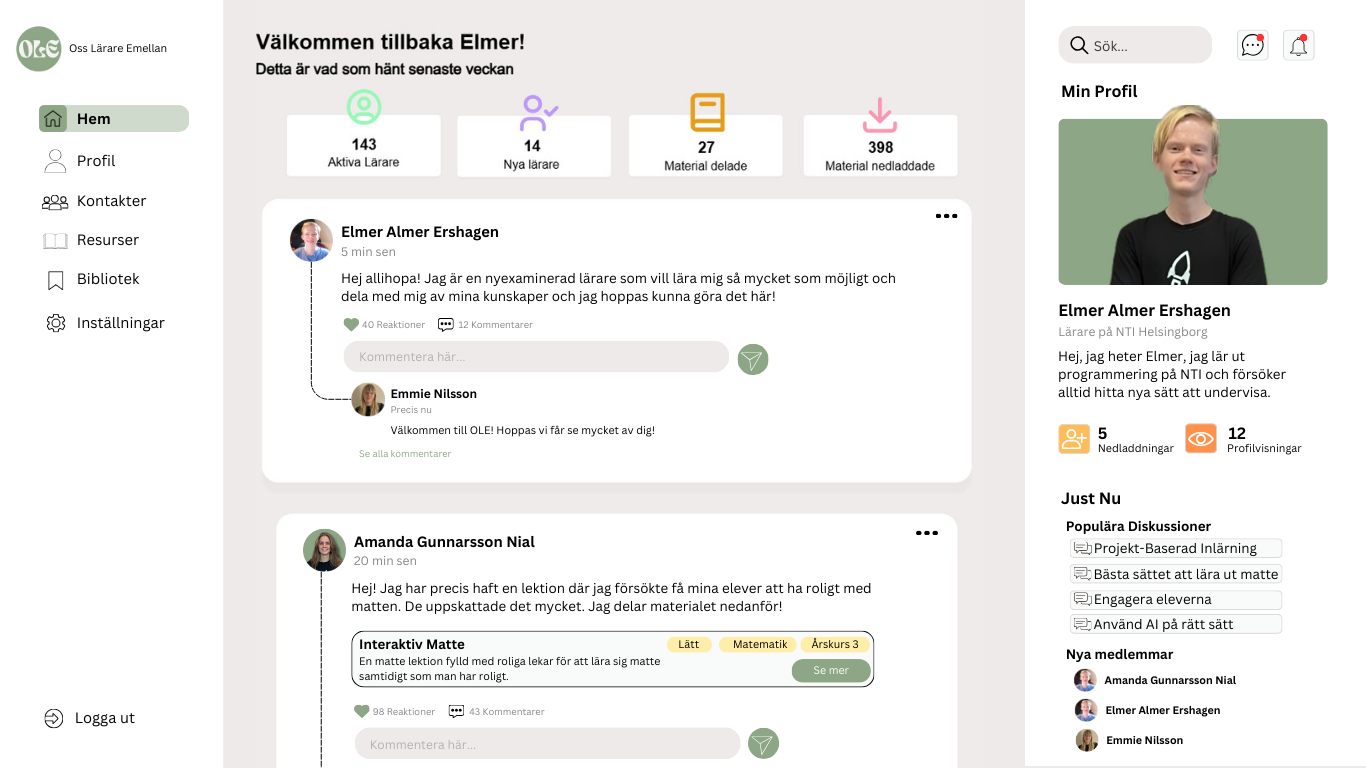 OLE
Oss Lärare Emellan
Hem
Profil
Kontakter
Resurser
Bibliotek
Inställningar
Logga ut
Välkommen tillbaka Elmer!
Detta är vad som hänt senaste veckan
143
Aktiva Lärare
14
Nya lärare
27
Material delade
398
Material nedladdade
Elmer Almer Ershagen
5 min sen
Hej allihopa! Jag är en nyexaminerad lärare som vill lära mig så mycket som möjligt och
dela med mig av mina kunskaper och jag hoppas kunna göra det här!
40 Reaktioner
12 Kommentarer
Kommentera här...
Emmie Nilsson
Precis nu
Välkommen till OLE! Hoppas vi får se mycket av dig!
Se alla kommentarer
Amanda Gunnarsson Nial
20 min sen
Hej! Jag har precis haft en lektion där jag försökte få mina elever att ha roligt med
matten. De uppskattade det mycket. Jag delar materialet nedanför!
Interaktiv Matte
Lätt
Matematik
Årskurs 3
En matte lektion fylld med roliga lekar för att lära sig matte
samtidigt som man har roligt.
Se mer
98 Reaktioner
43 Kommentarer
Kommentera här...
Sök...
Min Profil
Elmer Almer Ershagen
Lärare på NTI Helsingborg
Hej, jag heter Elmer, jag lär ut
programmering på NTI och försöker
alltid hitta nya sätt att undervisa.
5
Nedladdningar
12
Profilvisningar
Just Nu
Populära Diskussioner
Projekt-Baserad Inlärning
Bästa sättet att lära ut matte
Engagera eleverna
Använd AI på rätt sätt
Nya medlemmar
Amanda Gunnarsson Nial
Elmer Almer Ershagen
Emmie Nilsson